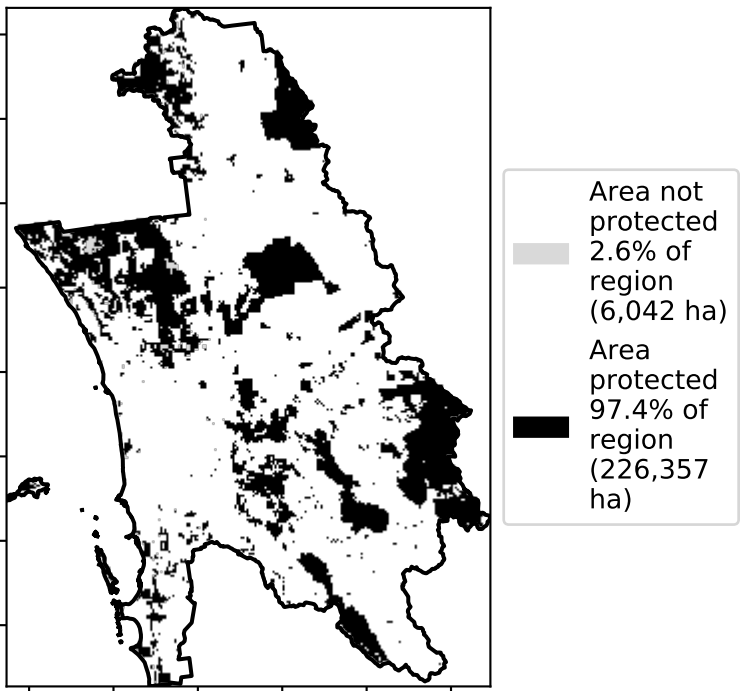 Area not
protected
2.6% of
region
(6,042 ha)
Area
protected
97.4% of
region
(226,357
ha)